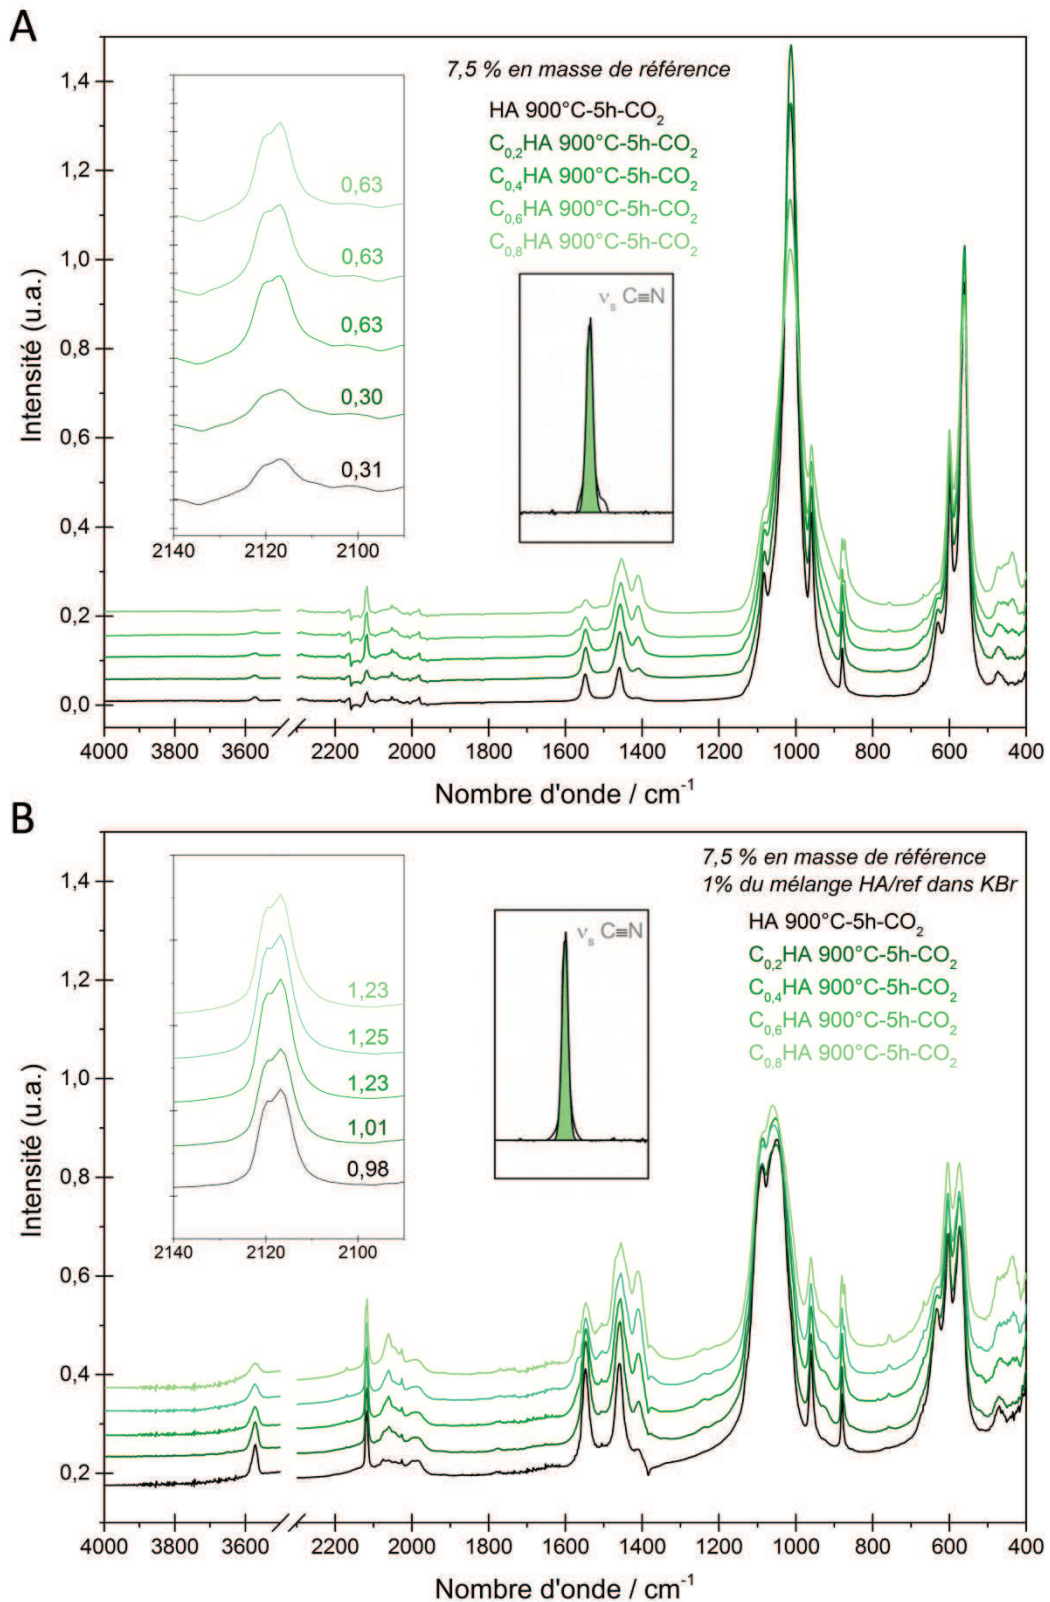 A
7,5 % en masse de référence
HA 900°C-5h-CO₂
C₀,₂HA 900°C-5h-CO₂
C₀,₄HA 900°C-5h-CO₂
C₀,₆HA 900°C-5h-CO₂
C₀,₈HA 900°C-5h-CO₂
νₛ C≡N
0,63
0,63
0,63
0,30
0,31
2140 2120 2100
Intensité (u.a.)
1,4
1,2
1,0
0,8
0,6
0,4
0,2
0,0
4000 3600 2200 2000 1800 1600 1400 1200 1000 800 600 400
Nombre d'onde / cm⁻¹
B
7,5 % en masse de référence
1% du mélange HA/ref dans KBr
HA 900°C-5h-CO₂
C₀,₂HA 900°C-5h-CO₂
C₀,₄HA 900°C-5h-CO₂
C₀,₆HA 900°C-5h-CO₂
C₀,₈HA 900°C-5h-CO₂
νₛ C≡N
1,23
1,25
1,23
1,01
0,98
2140 2120 2100
Intensité (u.a.)
1,4
1,2
1,0
0,8
0,6
0,4
0,2
4000 3600 2200 2000 1800 1600 1400 1200 1000 800 600 400
Nombre d'onde / cm⁻¹